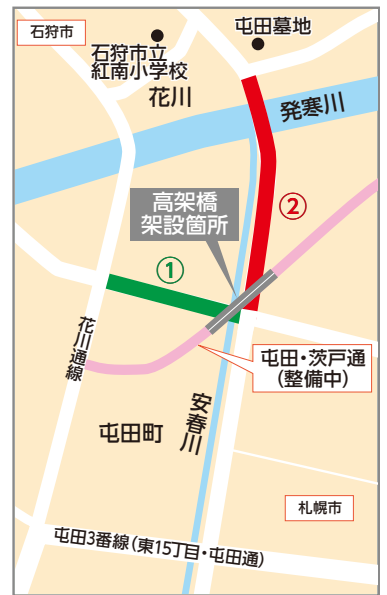 石狩市
屯田墓地
石狩市立
紅南小学校
花川
発寒川
高架橋
架設箇所
②
①
花川通線
屯田・茨戸通
(整備中)
安春川
屯田町
札幌市
屯田3番線(東15丁目・屯田通)